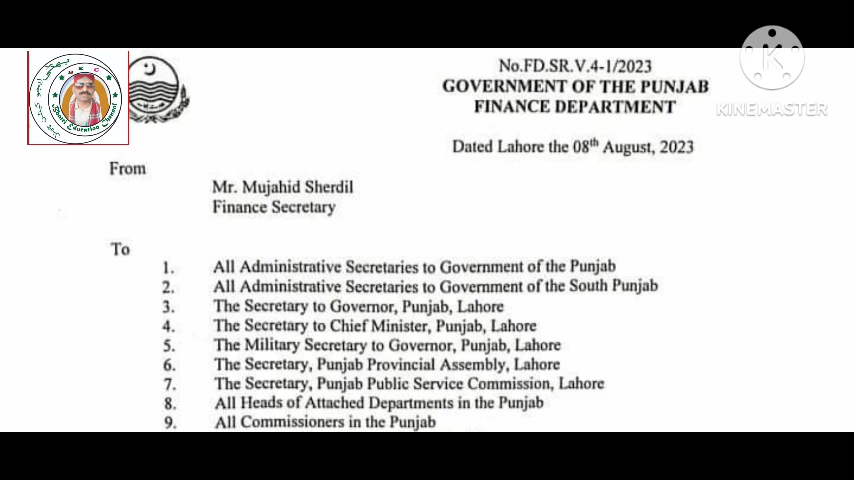 No.FD.SR.V.4-1/2023
GOVERNMENT OF THE PUNJAB
FINANCE DEPARTMENT
KINEMASTER
Dated Lahore the 08th August, 2023
From
Mr. Mujahid Sherdil
Finance Secretary
To
1. All Administrative Secretaries to Government of the Punjab
2. All Administrative Secretaries to Government of the South Punjab
3. The Secretary to Governor, Punjab, Lahore
4. The Secretary to Chief Minister, Punjab, Lahore
5. The Military Secretary to Governor, Punjab, Lahore
6. The Secretary, Punjab Provincial Assembly, Lahore
7. The Secretary, Punjab Public Service Commission, Lahore
8. All Heads of Attached Departments in the Punjab
9. All Commissioners in the Punjab